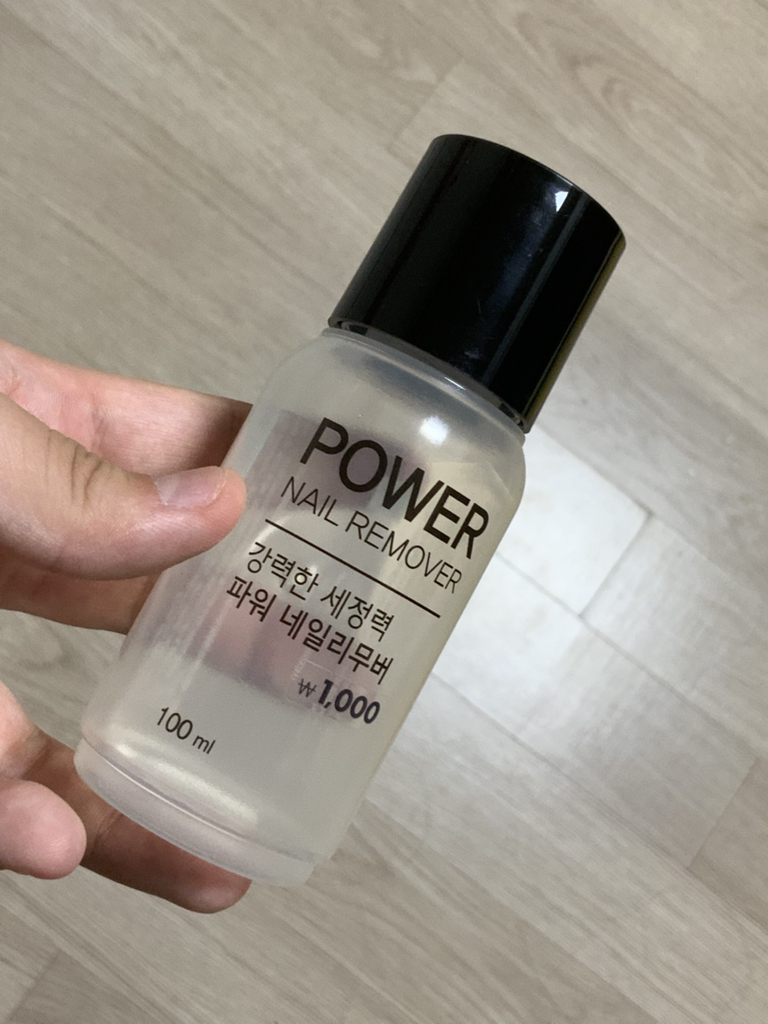 POWER
NAIL REMOVER
강력한 세정력
파워 네일리무버
₩1,000
100 ml